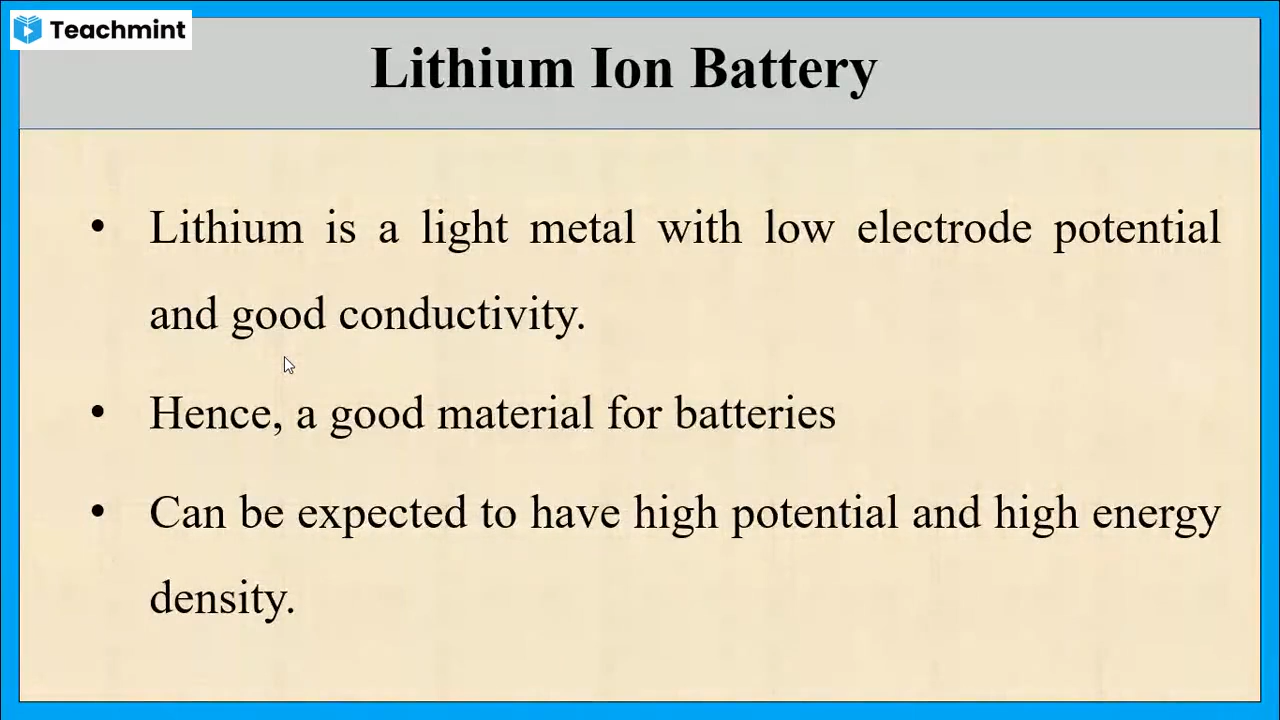 Teachmint
Lithium Ion Battery
• Lithium is a light metal with low electrode potential
and good conductivity.
• Hence, a good material for batteries
• Can be expected to have high potential and high energy
density.